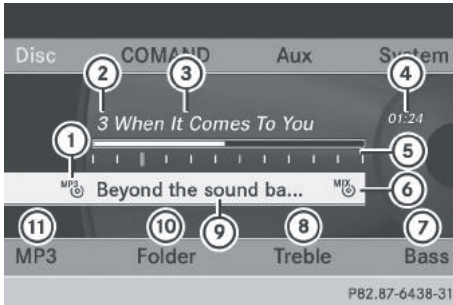 Disc COMAND Aux System
2 3 4
3 When It Comes To You 01:24
1
5
MP3 Beyond the sound ba... MIX 6
11 10 9 8 7
MP3 Folder Treble Bass
P82.87-6438-31